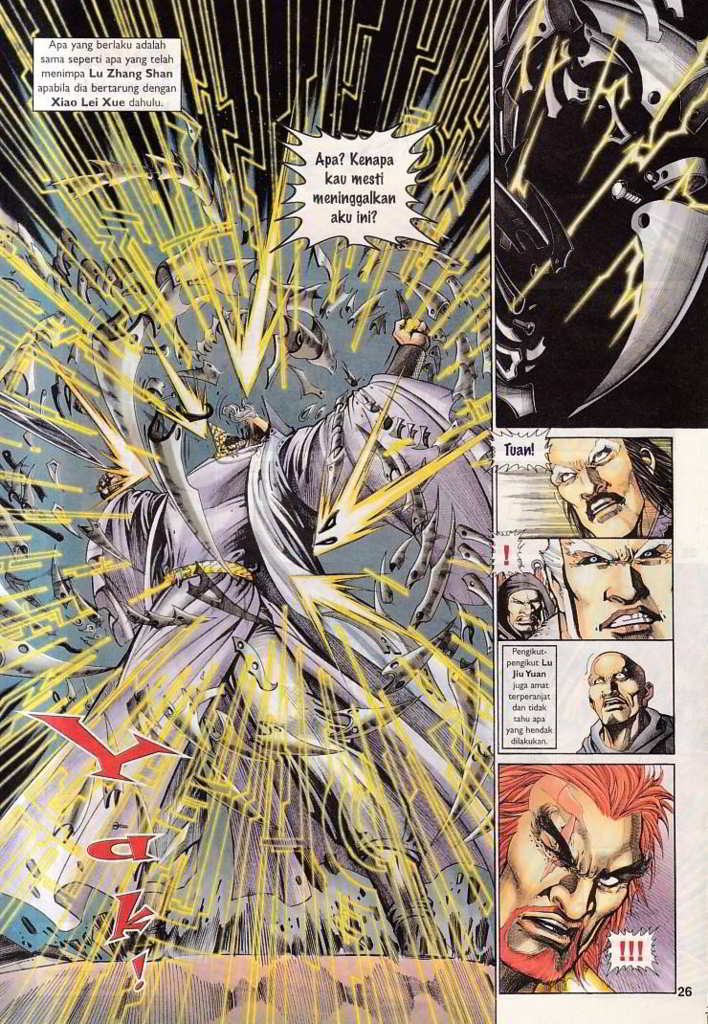 Apa yang berlaku adalah
sama seperti apa yang telah
menimpa Lu Zhang Shan
apabila dia bertarung dengan
Xiao Lei Xue dahulu.
Apa? Kenapa
kau mesti
meninggalkan
aku ini?
Yak!
Tuan!
!
Pengikut-
pengikut Lu
Jiu Yuan
juga amat
terperanjat
dan tidak
tahu apa
yang hendak
dilakukan.
!!!
26